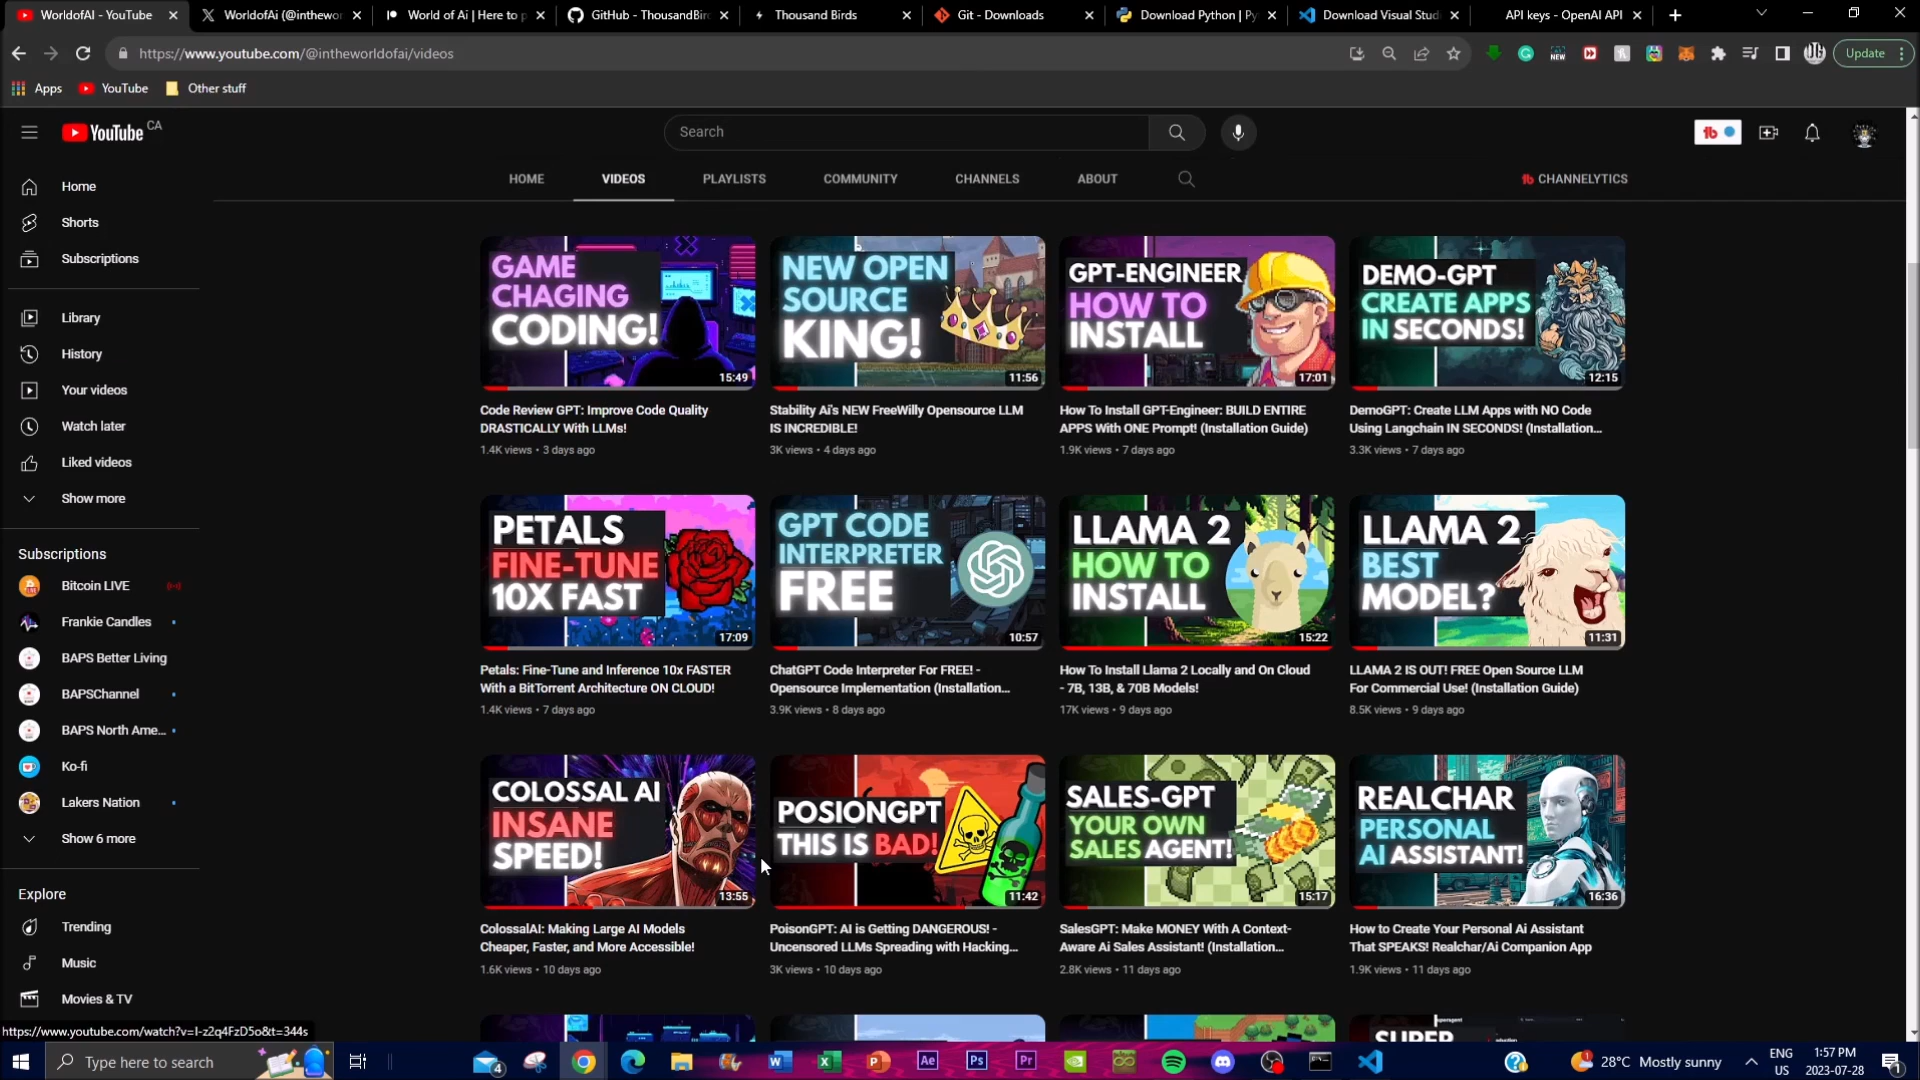 WorldofAI - YouTube
WorldofAi (@inthewor
World of Ai | Here to p
GitHub - ThousandBir
Thousand Birds
Git - Downloads
Download Python | Py
Download Visual Stud
API keys - OpenAI API
https://www.youtube.com/@intheworldofai/videos
NEW
Update
Apps
YouTube
Other stuff
YouTube CA
Search
HOME
VIDEOS
PLAYLISTS
COMMUNITY
CHANNELS
ABOUT
CHANNELYTICS
Home
Shorts
Subscriptions
Library
History
Your videos
Watch later
Liked videos
Show more
Subscriptions
Bitcoin LIVE
Frankie Candles
BAPS Better Living
BAPSChannel
BAPS North Ame...
Ko-fi
Lakers Nation
Show 6 more
Explore
Trending
Music
Movies & TV
GAME
CHAGING
CODING!
15:49
Code Review GPT: Improve Code Quality
DRASTICALLY With LLMs!
1.4K views • 3 days ago
NEW OPEN
SOURCE
KING!
11:56
Stability Ai's NEW FreeWilly Opensource LLM
IS INCREDIBLE!
3K views • 4 days ago
GPT-ENGINEER
HOW TO
INSTALL
17:01
How To Install GPT-Engineer: BUILD ENTIRE
APPS With ONE Prompt! (Installation Guide)
1.9K views • 7 days ago
DEMO-GPT
CREATE APPS
IN SECONDS!
12:15
DemoGPT: Create LLM Apps with NO Code
Using Langchain IN SECONDS! (Installation...
3.3K views • 7 days ago
PETALS
FINE-TUNE
10X FAST
17:09
Petals: Fine-Tune and Inference 10x FASTER
With a BitTorrent Architecture ON CLOUD!
1.4K views • 7 days ago
GPT CODE
INTERPRETER
FREE
10:57
ChatGPT Code Interpreter For FREE! -
Opensource Implementation (Installation...
3.9K views • 8 days ago
LLAMA 2
HOW TO
INSTALL
15:22
How To Install Llama 2 Locally and On Cloud
- 7B, 13B, & 70B Models!
17K views • 9 days ago
LLAMA 2
BEST
MODEL?
11:31
LLAMA 2 IS OUT! FREE Open Source LLM
For Commercial Use! (Installation Guide)
8.5K views • 9 days ago
COLOSSAL AI
INSANE
SPEED!
13:55
ColossalAI: Making Large AI Models
Cheaper, Faster, and More Accessible!
1.6K views • 10 days ago
POSIONGPT
THIS IS BAD!
11:42
PoisonGPT: AI is Getting DANGEROUS! -
Uncensored LLMs Spreading with Hacking...
3K views • 10 days ago
SALES-GPT
YOUR OWN
SALES AGENT!
15:17
SalesGPT: Make MONEY With A Context-
Aware Ai Sales Assistant! (Installation...
2.8K views • 11 days ago
REALCHAR
PERSONAL
AI ASSISTANT!
16:36
How to Create Your Personal Ai Assistant
That SPEAKS! Realchar/Ai Companion App
1.9K views • 11 days ago
SUPER
https://www.youtube.com/watch?v=I-z2q4FzD5o&t=344s
Type here to search
4
Ae
Ps
Pr
28°C Mostly sunny
ENG
US
1:57 PM
2023-07-28
1